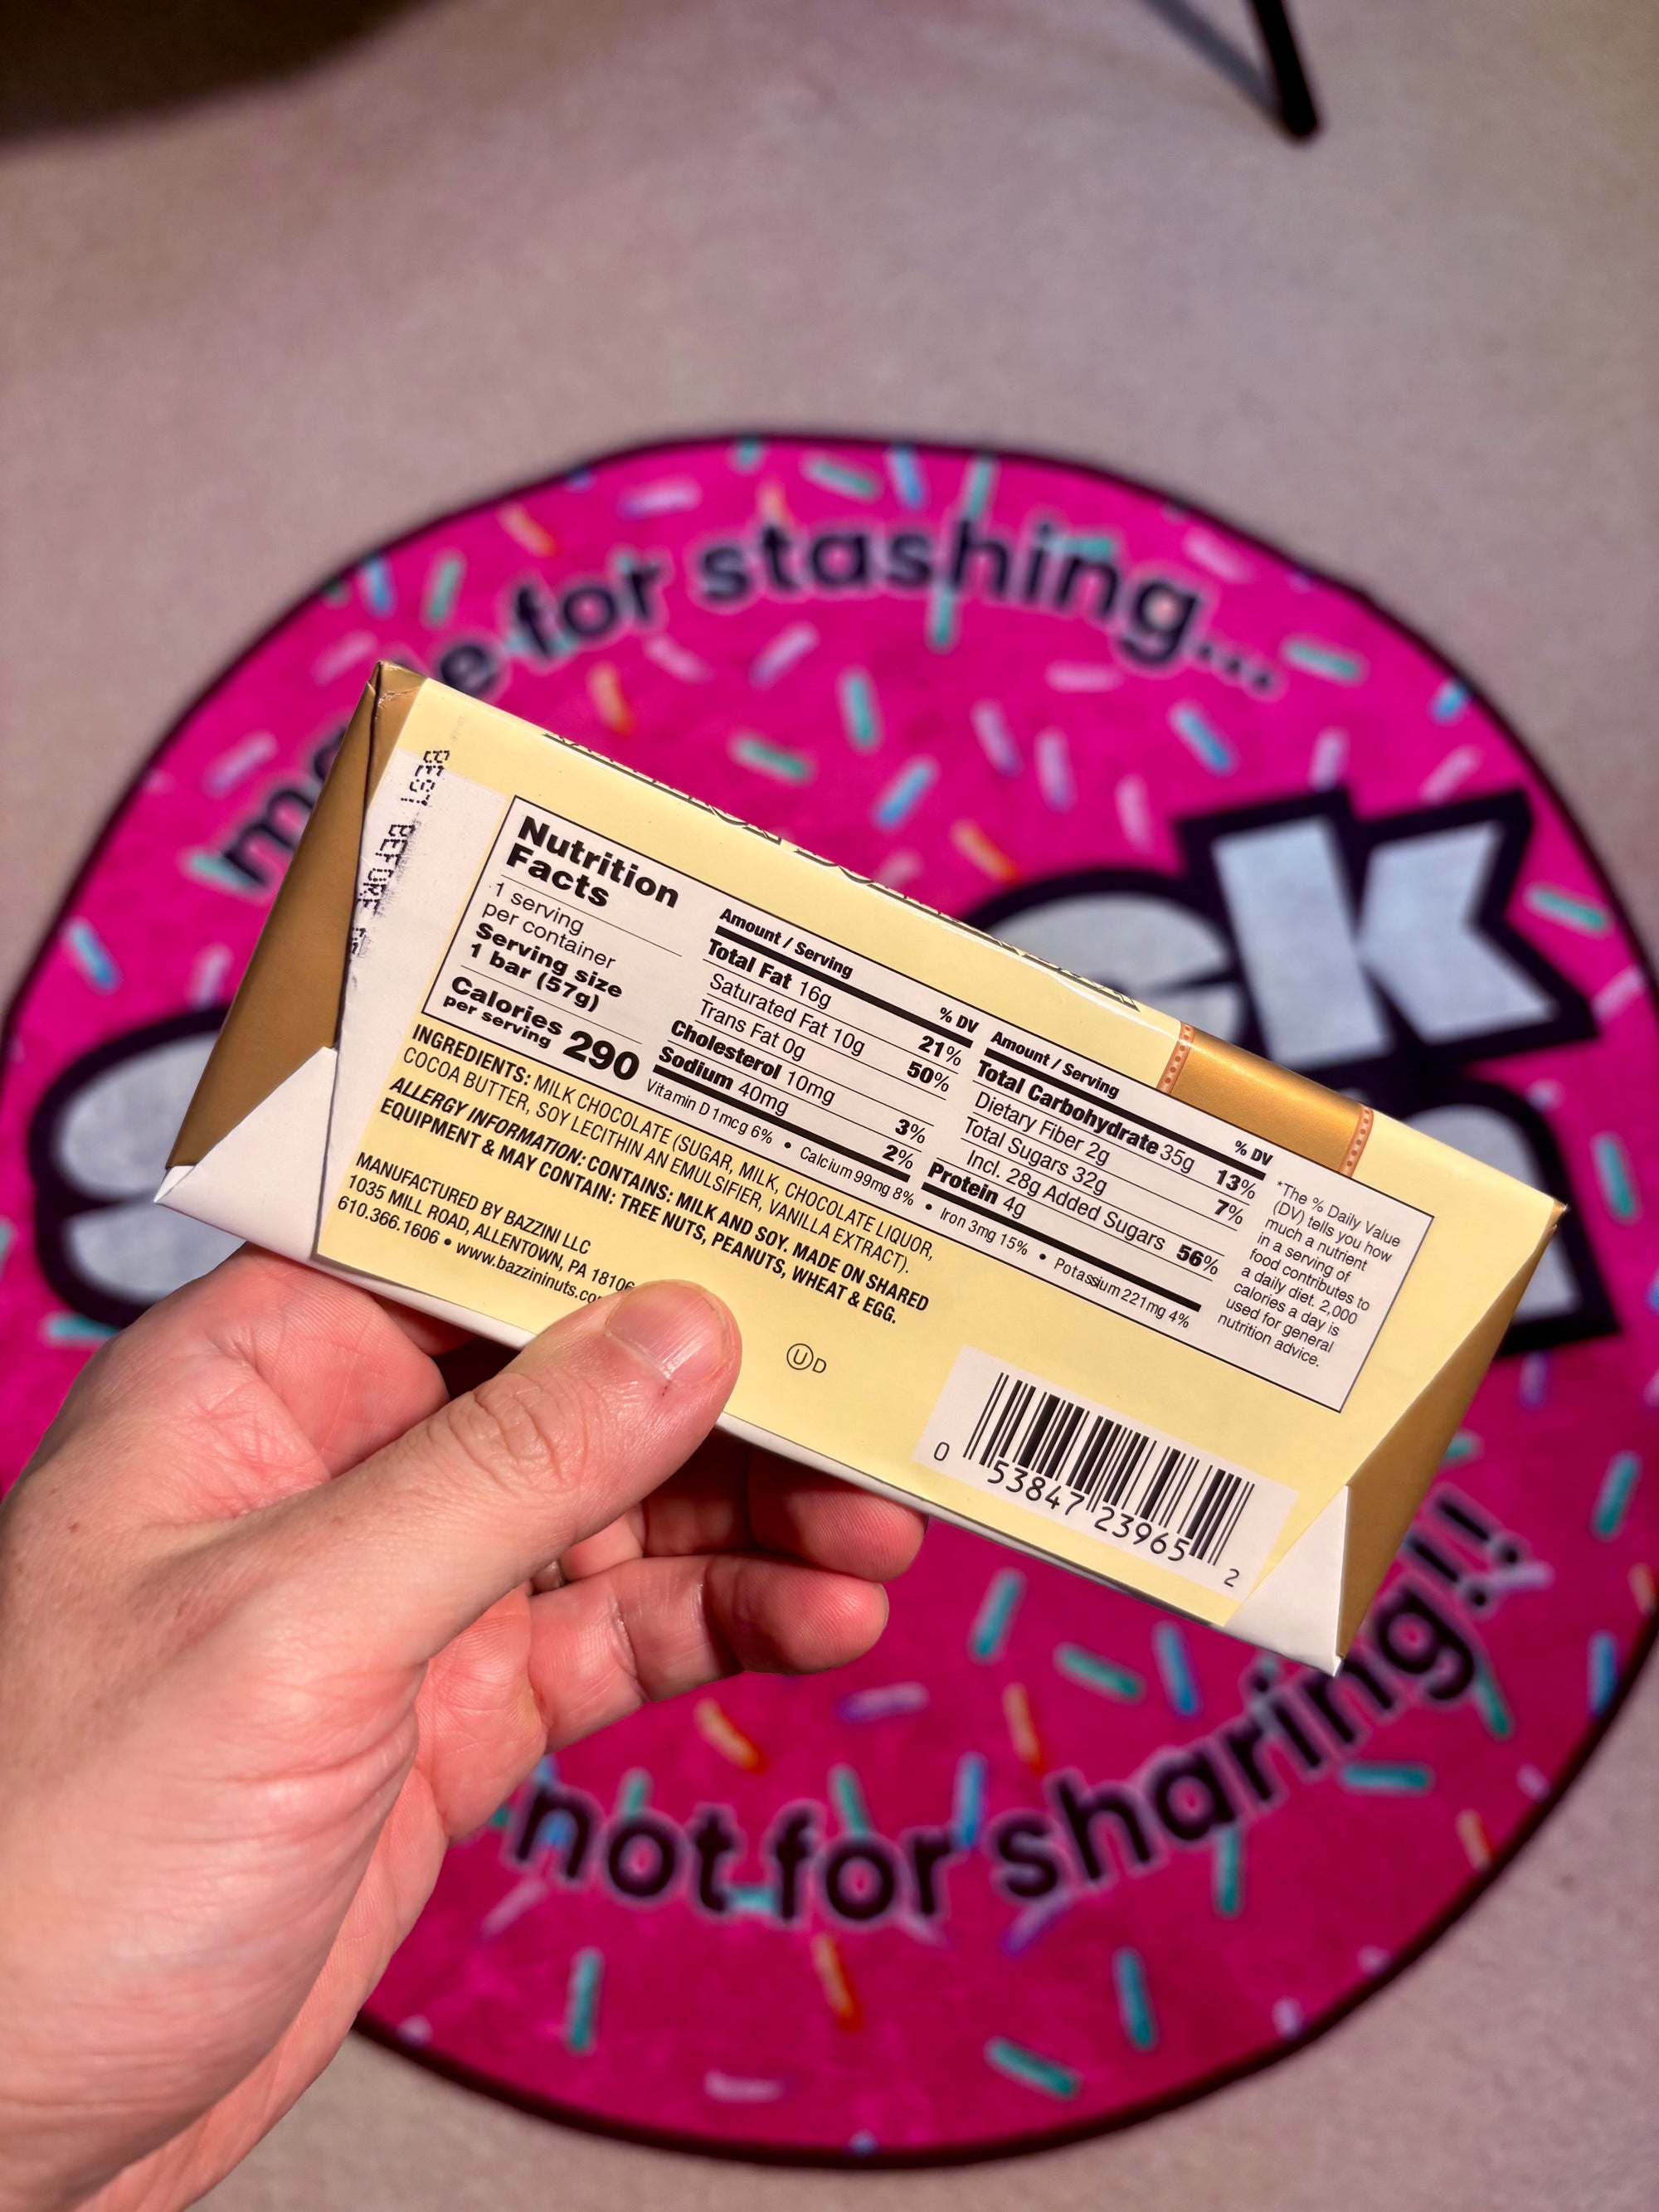 for stashing...
ck
BEST BEFORE
Nutrition
Facts
1 serving
per container
Serving size
1 bar (57g)
Calories
per serving
290
Amount / Serving % DV
Total Fat 16g 21%
Saturated Fat 10g 50%
Trans Fat 0g
Cholesterol 10mg 3%
Sodium 40mg 2%
Amount / Serving % DV
Total Carbohydrate 35g 13%
Dietary Fiber 2g 7%
Total Sugars 32g
Incl. 28g Added Sugars 56%
Protein 4g
Vitamin D 1mcg 6% • Calcium 99mg 8% • Iron 3mg 15% • Potassium 221mg 4%
*The % Daily Value
(DV) tells you how
much a nutrient
in a serving of
food contributes to
a daily diet. 2,000
calories a day is
used for general
nutrition advice.
INGREDIENTS: MILK CHOCOLATE (SUGAR, MILK, CHOCOLATE LIQUOR,
COCOA BUTTER, SOY LECITHIN AN EMULSIFIER, VANILLA EXTRACT).
ALLERGY INFORMATION: CONTAINS: MILK AND SOY. MADE ON SHARED
EQUIPMENT & MAY CONTAIN: TREE NUTS, PEANUTS, WHEAT & EGG.
MANUFACTURED BY BAZZINI LLC
1035 MILL ROAD, ALLENTOWN, PA 18106
610.366.1606 • www.bazzininuts.co
UD
0 53847 23965 2
not for sharing!!